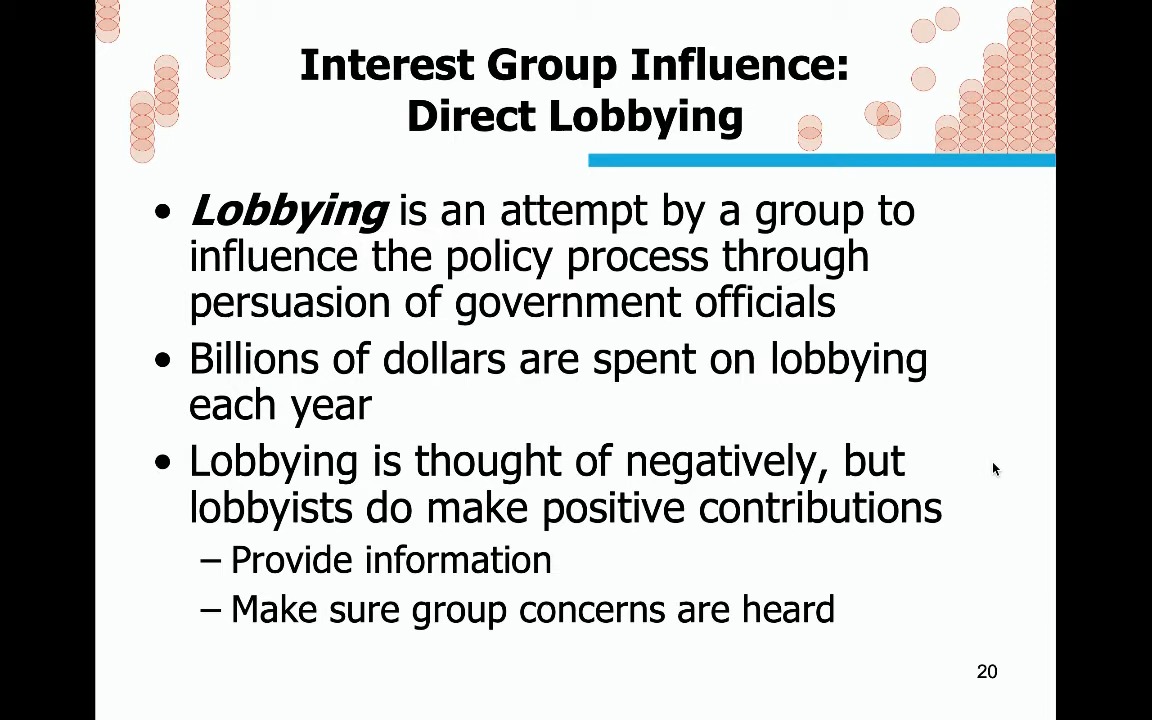 Interest Group Influence:
Direct Lobbying
• Lobbying is an attempt by a group to
influence the policy process through
persuasion of government officials
• Billions of dollars are spent on lobbying
each year
• Lobbying is thought of negatively, but
lobbyists do make positive contributions
– Provide information
– Make sure group concerns are heard
20